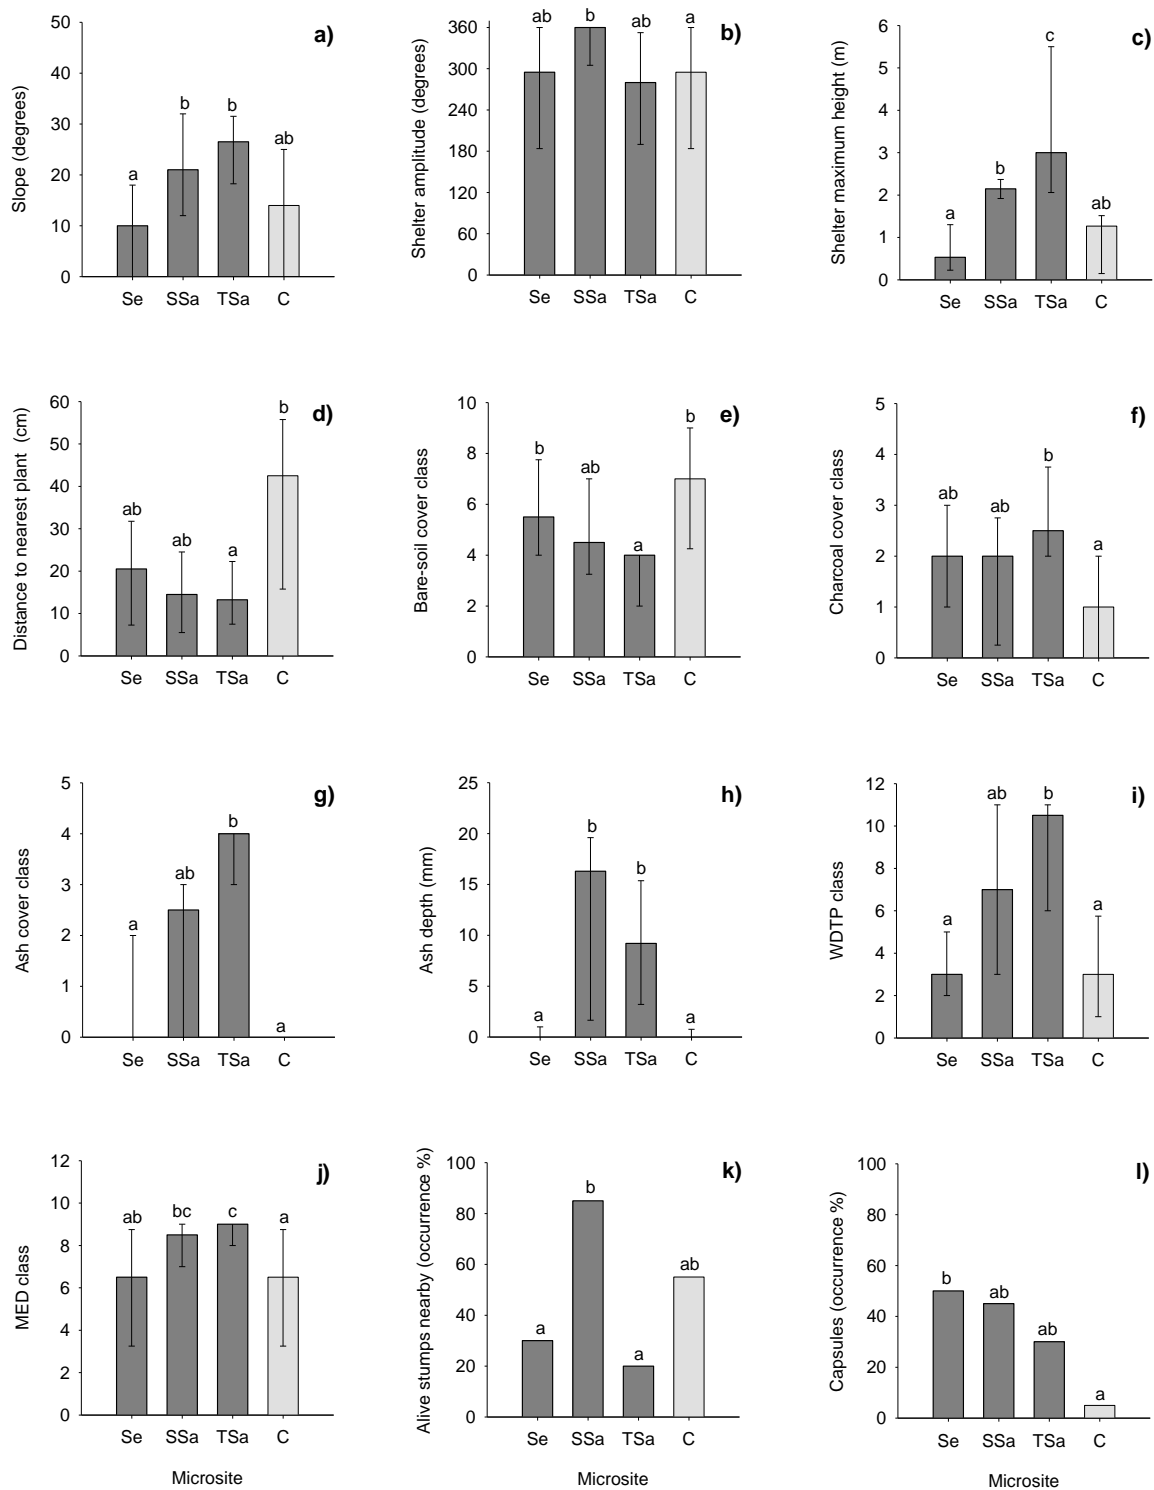 a)
Slope (degrees)
50
40
30
20
10
0
a
b
b
ab
Se SSa TSa C
b)
Shelter amplitude (degrees)
360
300
240
180
120
60
0
ab
b
ab
a
Se SSa TSa C
c)
Shelter maximum height (m)
6
5
4
3
2
1
0
a
b
c
ab
Se SSa TSa C
d)
Distance to nearest plant (cm)
60
50
40
30
20
10
0
ab
ab
a
b
Se SSa TSa C
e)
Bare-soil cover class
10
8
6
4
2
0
b
ab
a
b
Se SSa TSa C
f)
Charcoal cover class
5
4
3
2
1
0
ab
ab
b
a
Se SSa TSa C
g)
Ash cover class
5
4
3
2
1
0
a
ab
b
a
Se SSa TSa C
h)
Ash depth (mm)
25
20
15
10
5
0
a
b
b
a
Se SSa TSa C
i)
WDTP class
12
10
8
6
4
2
0
a
ab
b
a
Se SSa TSa C
j)
MED class
12
10
8
6
4
2
0
ab
bc
c
a
Se SSa TSa C
Microsite
k)
Alive stumps nearby (occurrence %)
100
80
60
40
20
0
a
b
a
ab
Se SSa TSa C
Microsite
l)
Capsules (occurrence %)
100
80
60
40
20
0
b
ab
ab
a
Se SSa TSa C
Microsite